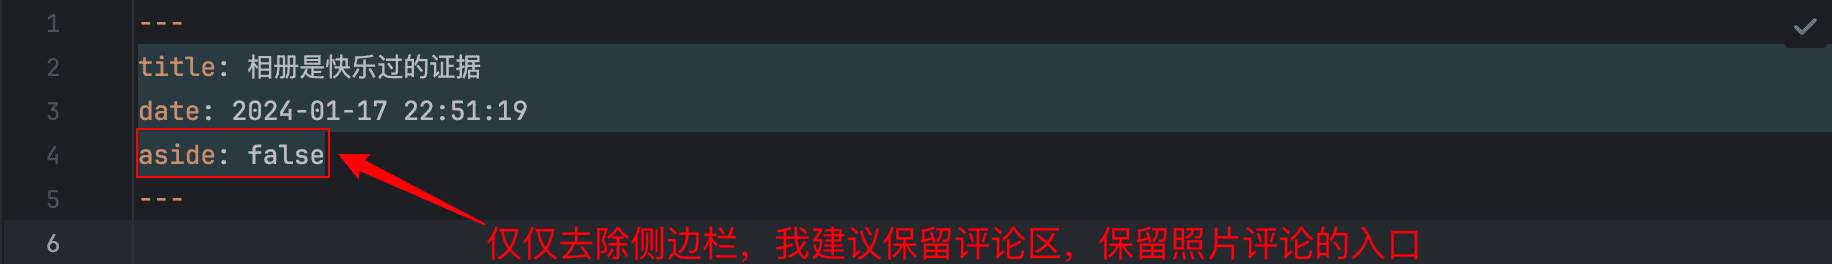 1 ---
2 title: 相册是快乐过的证据
3 date: 2024-01-17 22:51:19
4 aside: false
5 ---
6
仅仅去除侧边栏，我建议保留评论区，保留照片评论的入口